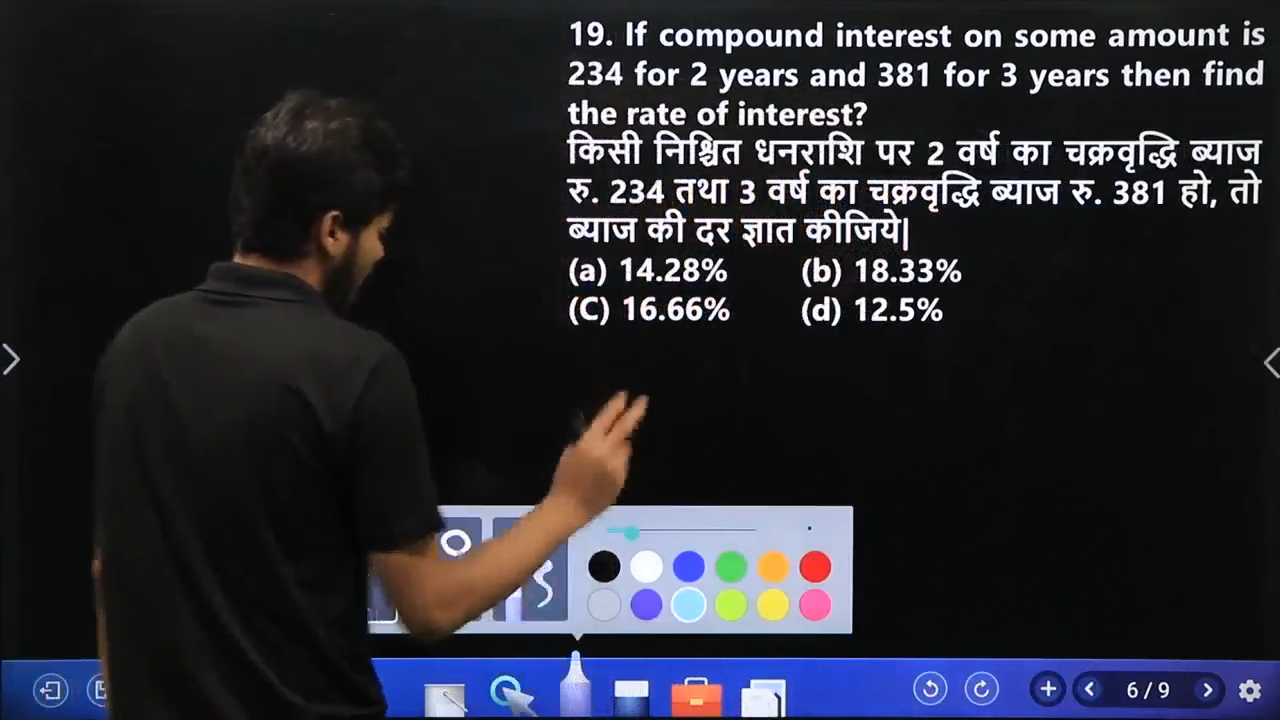 19. If compound interest on some amount is
234 for 2 years and 381 for 3 years then find
the rate of interest?
किसी निश्चित धनराशि पर 2 वर्ष का चक्रवृद्धि ब्याज
रु. 234 तथा 3 वर्ष का चक्रवृद्धि ब्याज रु. 381 हो, तो
ब्याज की दर ज्ञात कीजिये|
(a) 14.28% (b) 18.33%
(C) 16.66% (d) 12.5%
6 / 9